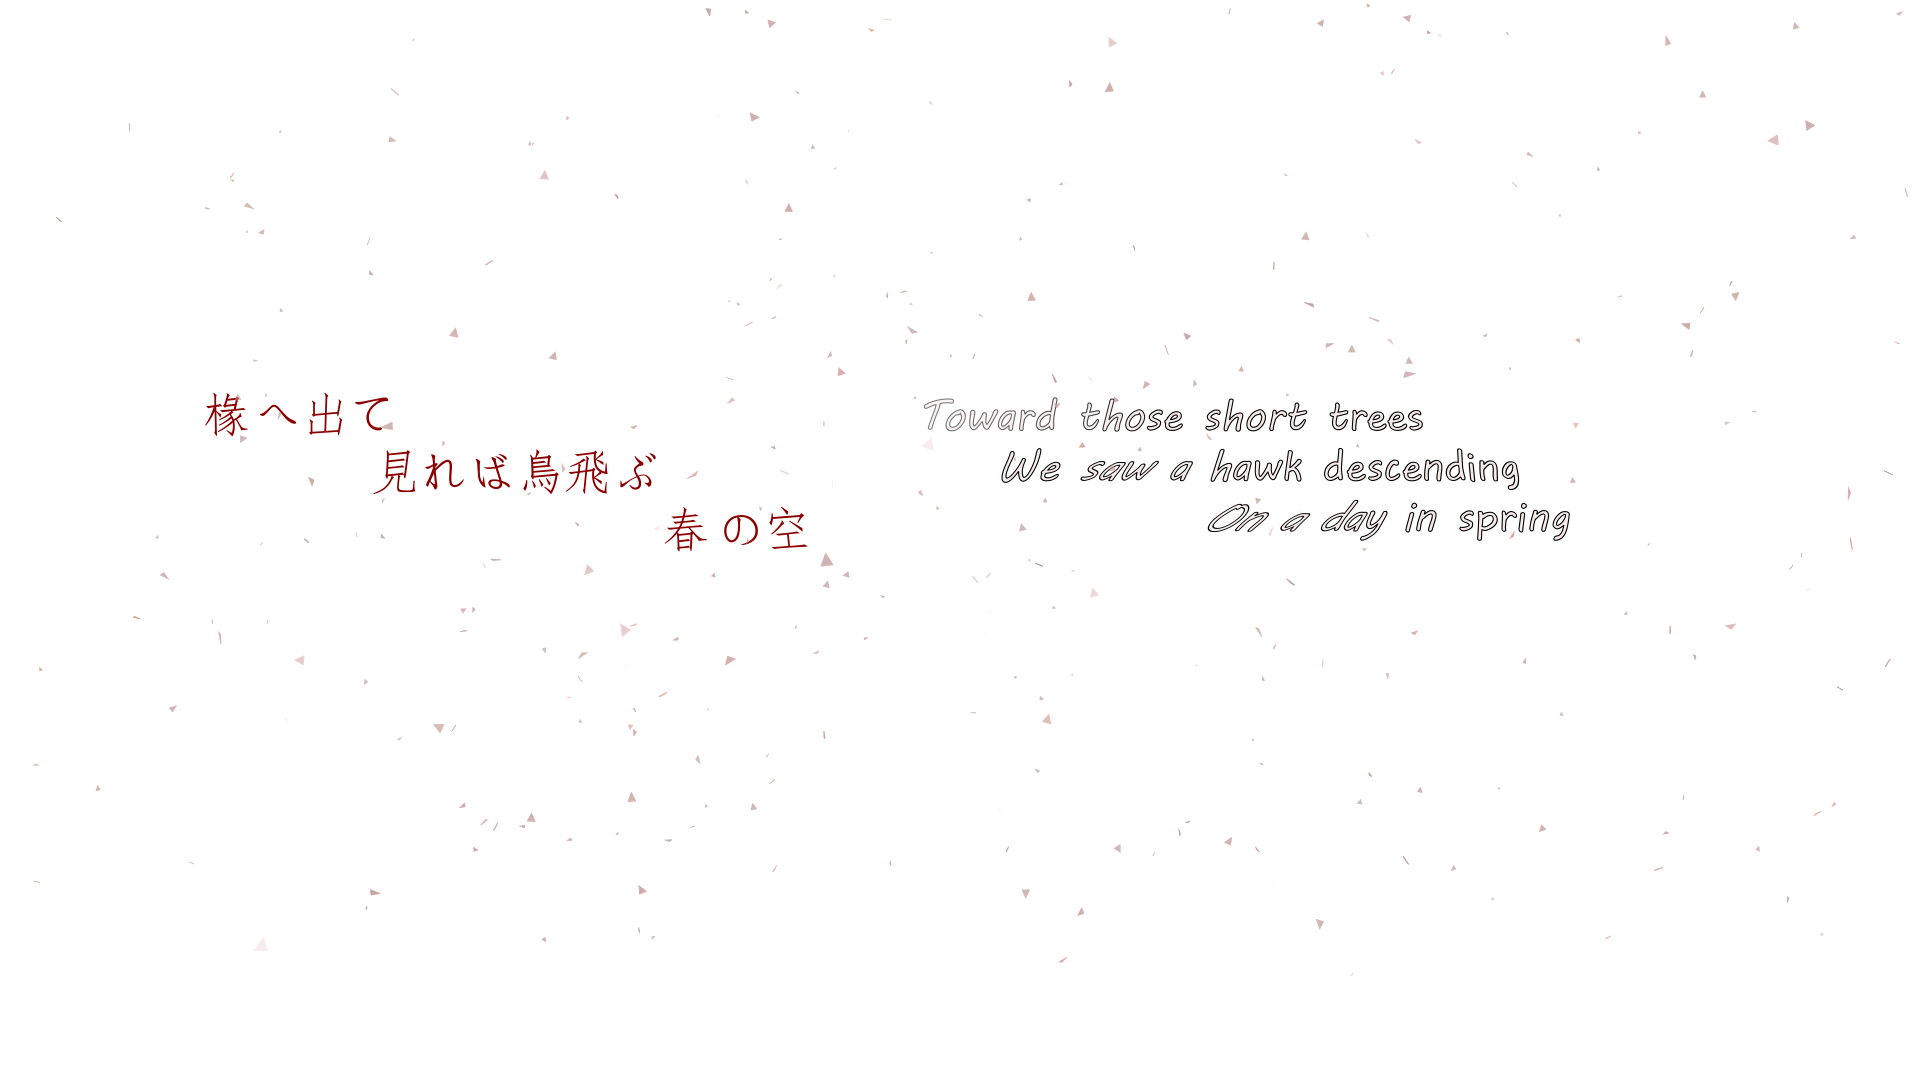 椽へ出て
見れば鳥飛ぶ
春の空
Toward those short trees
We saw a hawk descending
On a day in spring